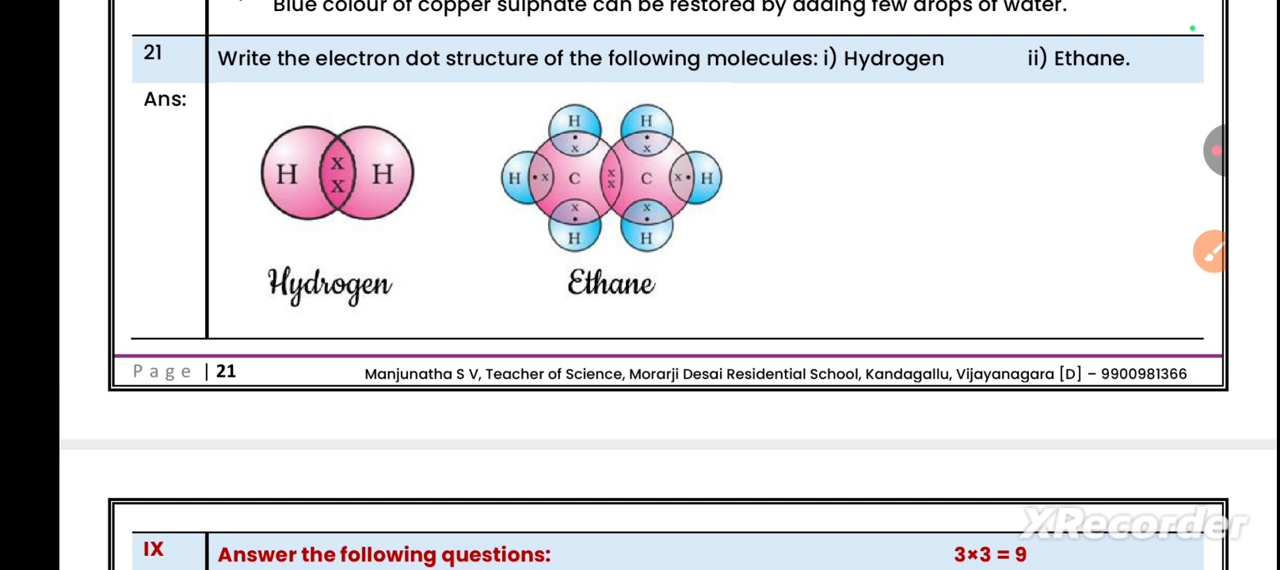 Blue colour of copper sulphate can be restored by adding few drops of water.
21 Write the electron dot structure of the following molecules: i) Hydrogen ii) Ethane.
Ans:
H H
H x H C C H
x x
H • x C x x C x • H
H H
Hydrogen Ethane
Page | 21 Manjunatha S V, Teacher of Science, Morarji Desai Residential School, Kandagallu, Vijayanagara [D] – 9900981366
XRecorder
IX Answer the following questions: 3×3 = 9